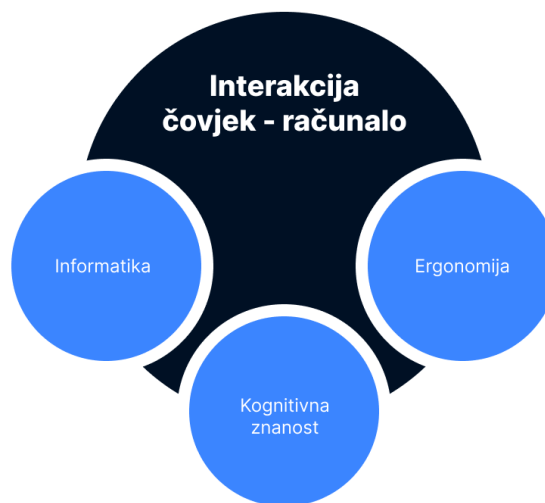 Interakcija
čovjek - računalo
Informatika
Ergonomija
Kognitivna
znanost